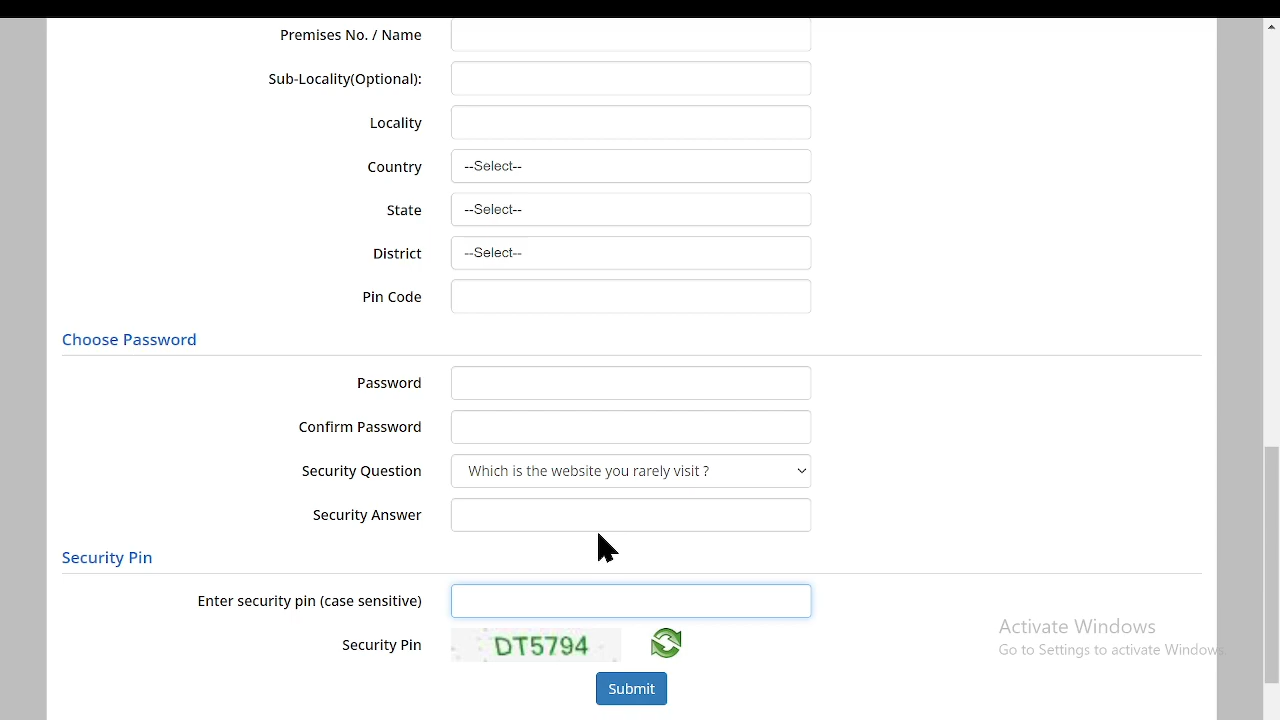 Premises No. / Name
Sub-Locality(Optional):
Locality
Country --Select--
State --Select--
District --Select--
Pin Code
Choose Password
Password
Confirm Password
Security Question Which is the website you rarely visit ?
Security Answer
Security Pin
Enter security pin (case sensitive)
Security Pin DT5794
Submit
Activate Windows
Go to Settings to activate Windows.